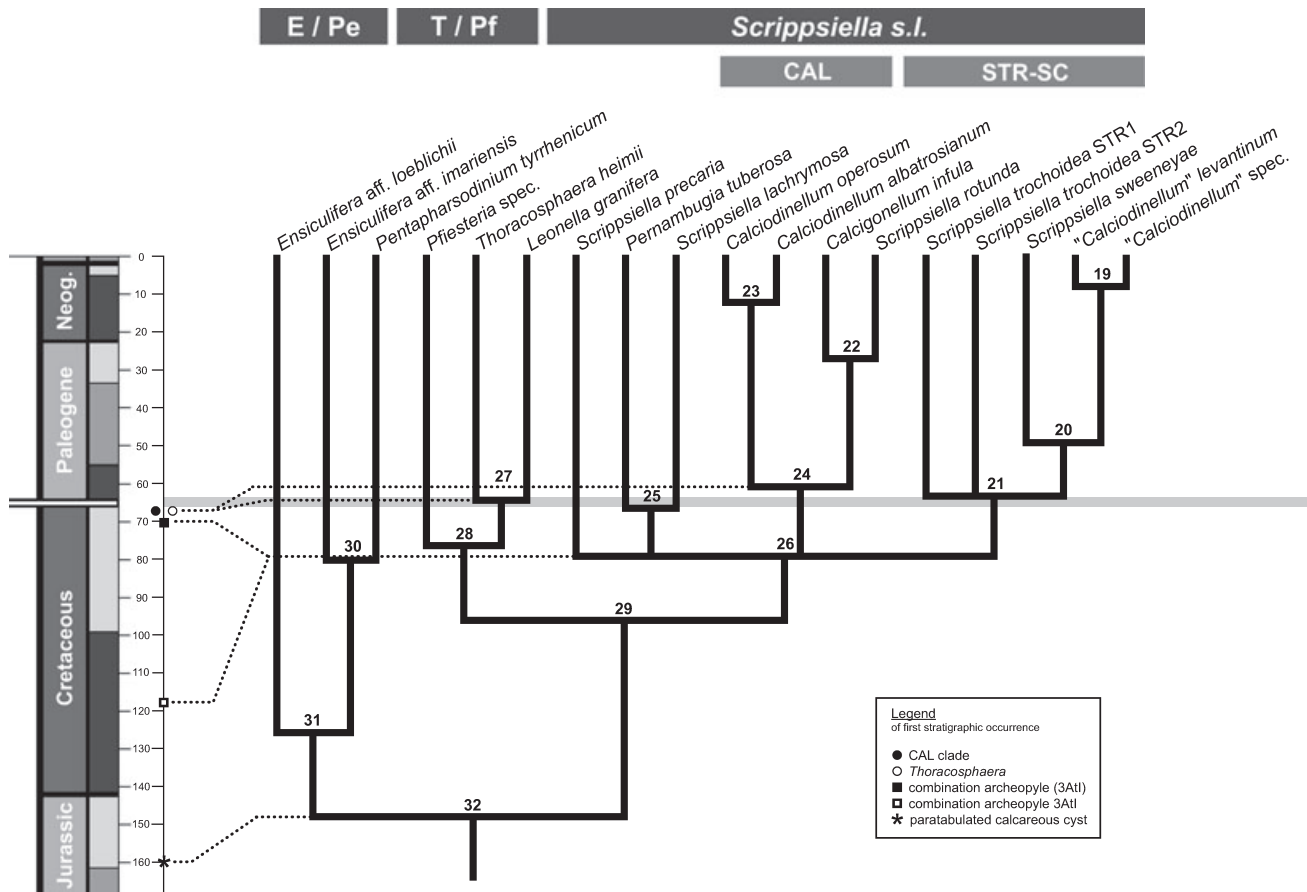 E / Pe
T / Pf
Scrippsiella s.l.
CAL
STR-SC
Ensiculifera aff. loeblichii
Ensiculifera aff. imariensis
Pentapharsodinium tyrrhenicum
Pfiesteria spec.
Thoracosphaera heimii
Leonella granifera
Scrippsiella precaria
Pernambugia tuberosa
Scrippsiella lachrymosa
Calciodinellum operosum
Calciodinellum albatrosianum
Calcigonellum infula
Scrippsiella rotunda
Scrippsiella trochoidea STR1
Scrippsiella trochoidea STR2
Scrippsiella sweeneyae
"Calciodinellum" levantinum
"Calciodinellum" spec.
Neog.
Paleogene
Cretaceous
Jurassic
0
10
20
30
40
50
60
70
80
90
100
110
120
130
140
150
160
19
23
22
20
27
24
21
25
28
30
26
29
31
32
Legend
of first stratigraphic occurrence
CAL clade
Thoracosphaera
combination archeopyle (3AtI)
combination archeopyle 3AtI
paratabulated calcareous cyst